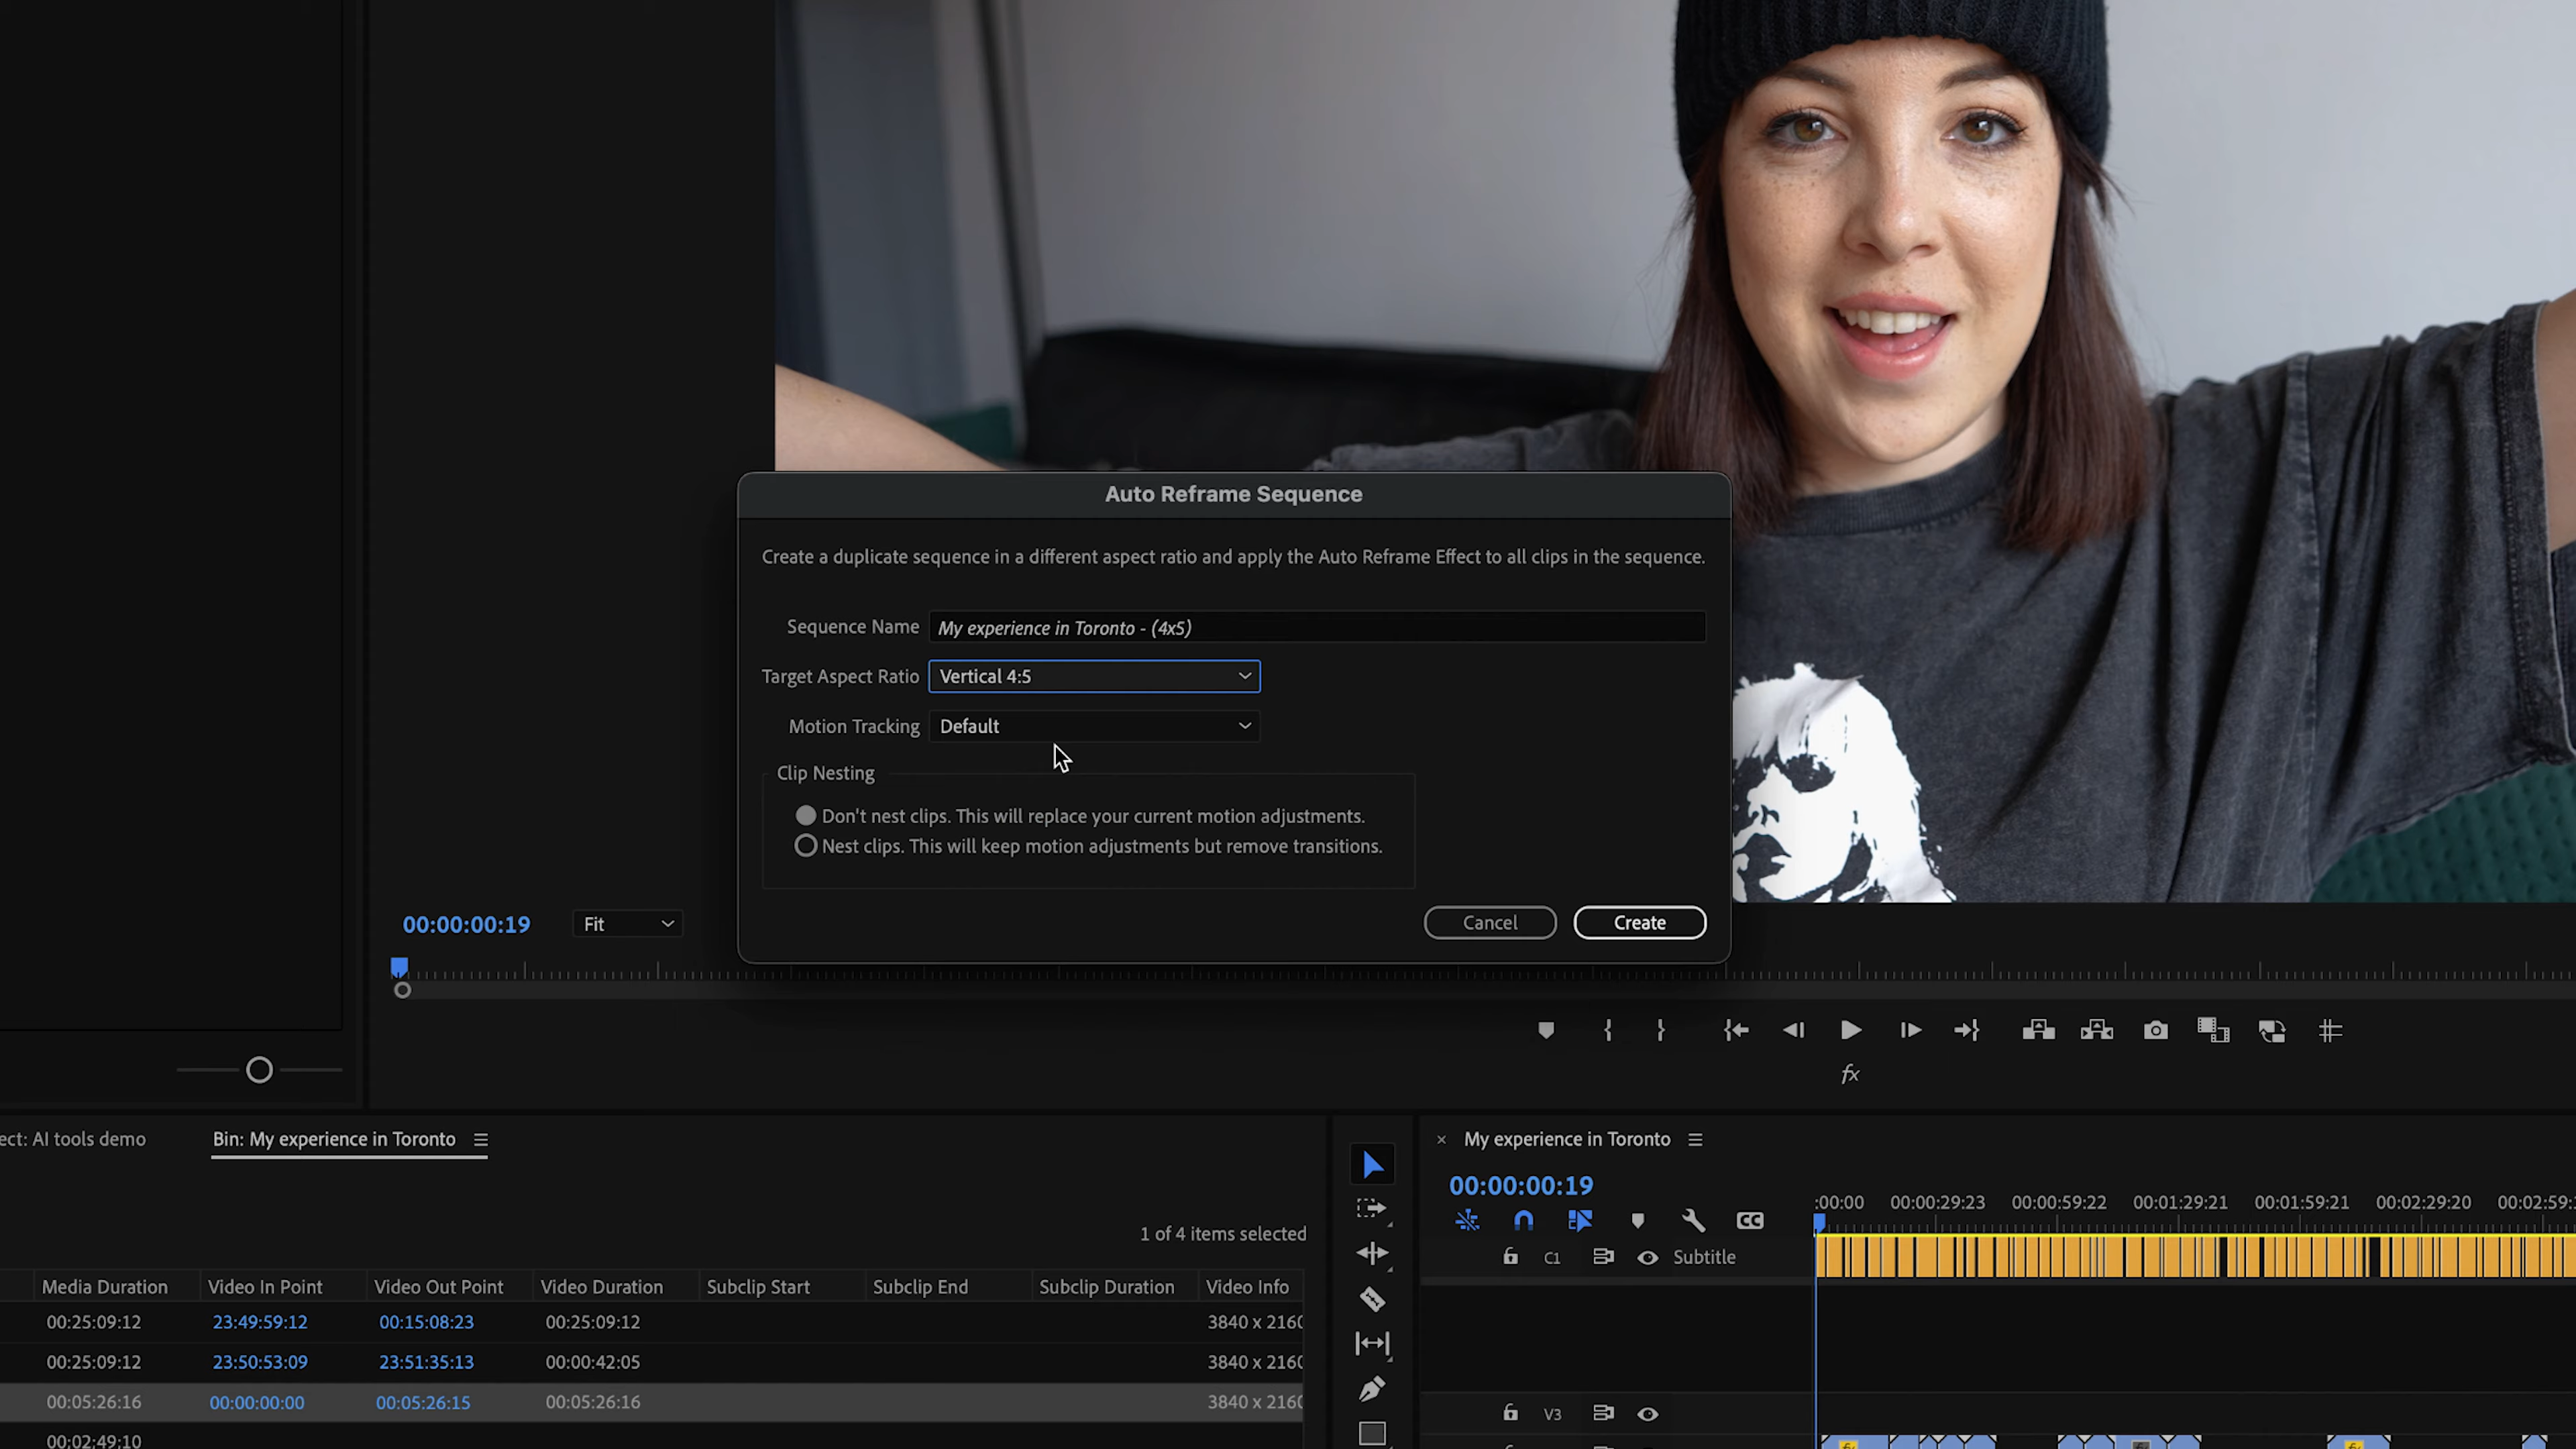 Auto Reframe Sequence
Create a duplicate sequence in a different aspect ratio and apply the Auto Reframe Effect to all clips in the sequence.
Sequence Name My experience in Toronto - (4x5)
Target Aspect Ratio Vertical 4:5
Motion Tracking Default
Clip Nesting
Don't nest clips. This will replace your current motion adjustments.
Nest clips. This will keep motion adjustments but remove transitions.
Cancel Create
00:00:00:19 Fit
fx
ect: AI tools demo Bin: My experience in Toronto
1 of 4 items selected
Media Duration Video In Point Video Out Point Video Duration Subclip Start Subclip End Subclip Duration Video Info
00:25:09:12 23:49:59:12 00:15:08:23 00:25:09:12 3840 x 2160
00:25:09:12 23:50:53:09 23:51:35:13 00:00:42:05 3840 x 2160
00:05:26:16 00:00:00:00 00:05:26:15 00:05:26:16 3840 x 2160
00:02:49:10
× My experience in Toronto
00:00:00:19
:00:00 00:00:29:23 00:00:59:22 00:01:29:21 00:01:59:21 00:02:29:20 00:02:59:
CC
C1 Subtitle
V3